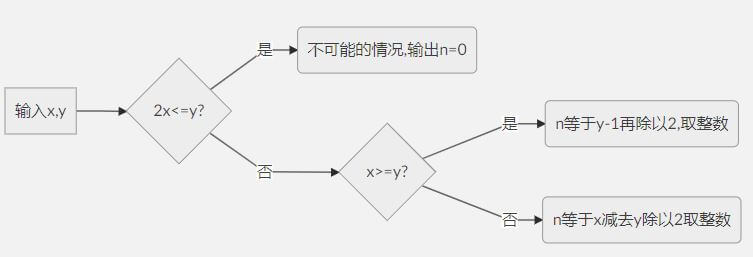 输入x,y
2x<=y?
是
不可能的情况,输出n=0
否
x>=y?
是
n等于y-1再除以2,取整数
否
n等于x减去y除以2取整数